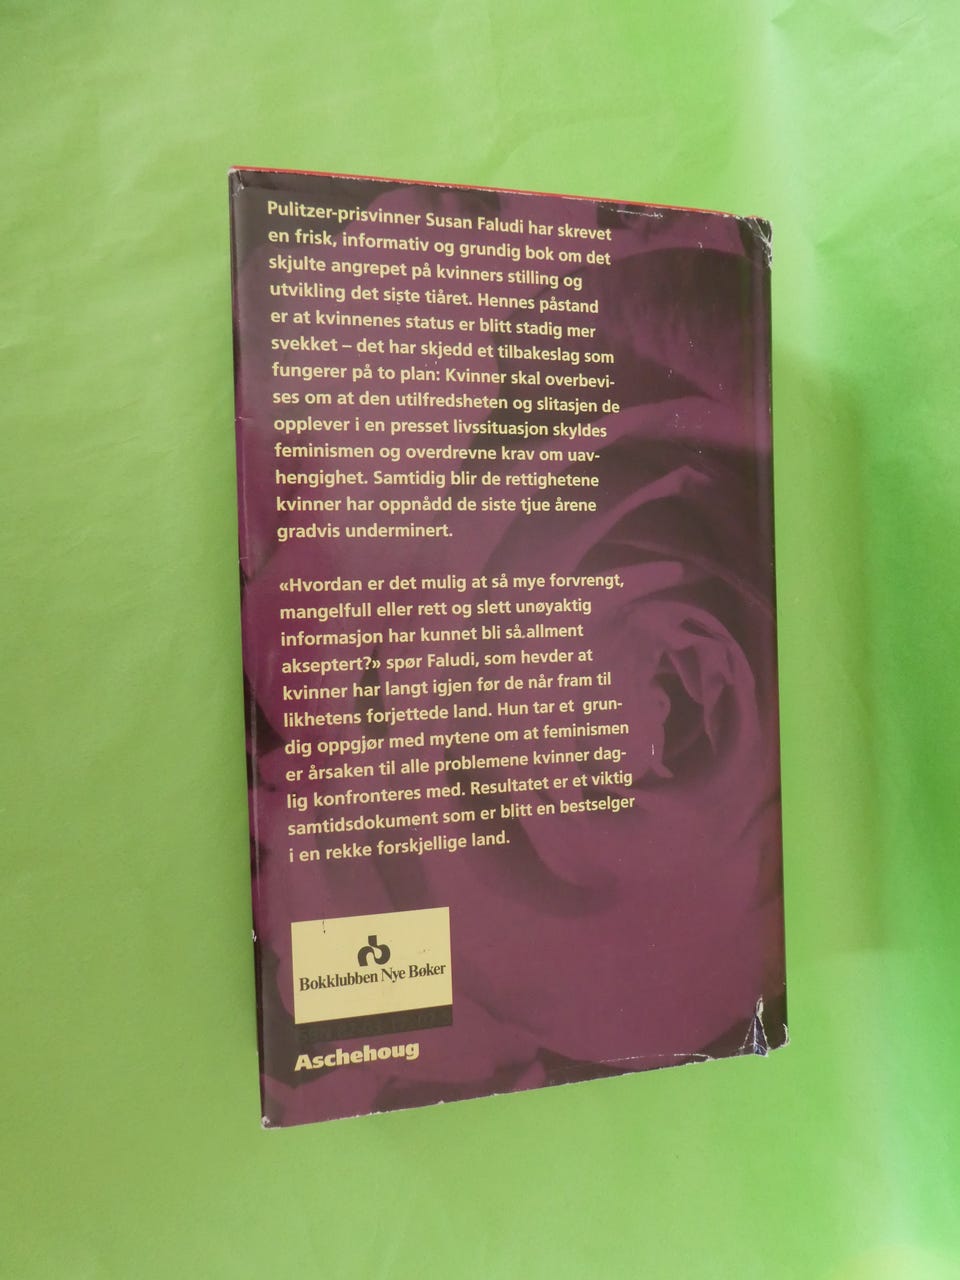 Pulitzer-prisvinner Susan Faludi har skrevet
en frisk, informativ og grundig bok om det
skjulte angrepet på kvinners stilling og
utvikling det siste tiåret. Hennes påstand
er at kvinnenes status er blitt stadig mer
svekket – det har skjedd et tilbakeslag som
fungerer på to plan: Kvinner skal overbevi-
ses om at den utilfredsheten og slitasjen de
opplever i en presset livssituasjon skyldes
feminismen og overdrevne krav om uav-
hengighet. Samtidig blir de rettighetene
kvinner har oppnådd de siste tjue årene
gradvis underminert.
«Hvordan er det mulig at så mye forvrengt,
mangelfull eller rett og slett unøyaktig
informasjon har kunnet bli så allment
akseptert?» spør Faludi, som hevder at
kvinner har langt igjen før de når fram til
likhetens forjettede land. Hun tar et grun-
dig oppgjør med mytene om at feminismen
er årsaken til alle problemene kvinner dag-
lig konfronteres med. Resultatet er et viktig
samtidsdokument som er blitt en bestselger
i en rekke forskjellige land.
Bokklubben Nye Bøker
Aschehoug